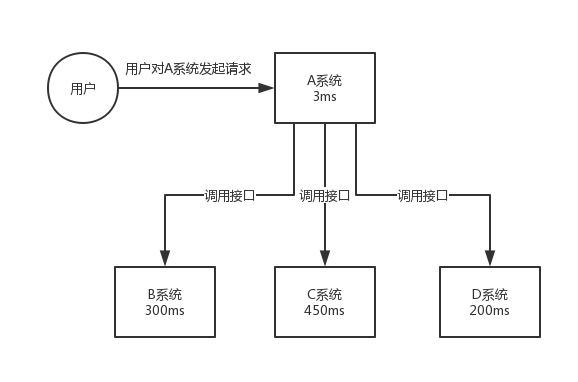 用户对A系统发起请求
用户
A系统
3ms
调用接口
调用接口
调用接口
B系统
300ms
C系统
450ms
D系统
200ms